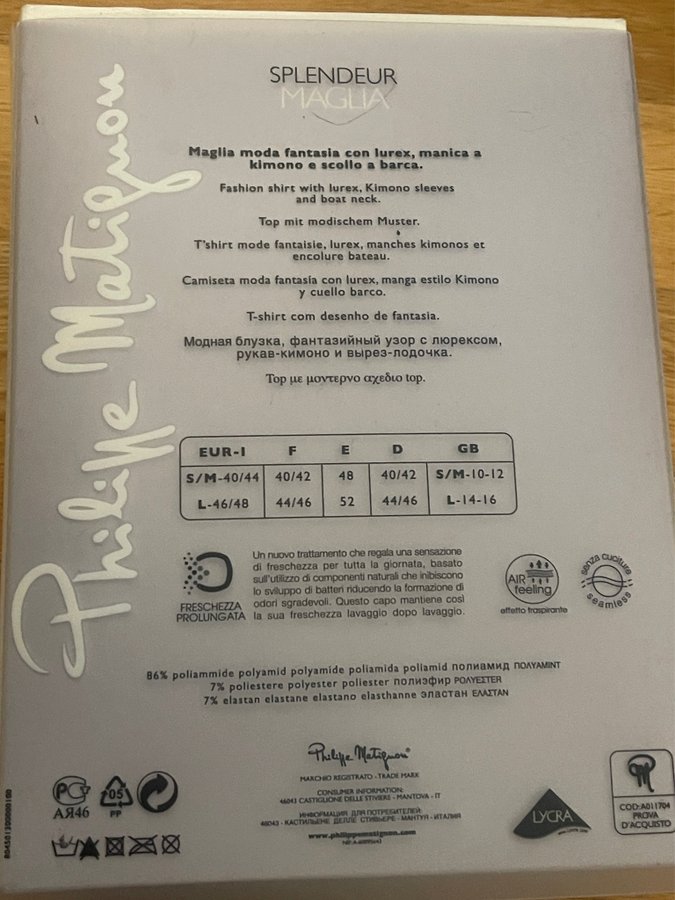 Philippe Matignon
SPLENDEUR
MAGLIA
Maglia moda fantasia con lurex, manica a
kimono e scollo a barca.
Fashion shirt with lurex, Kimono sleeves
and boat neck.
Top mit modischem Muster.
T'shirt mode fantaisie, lurex, manches kimonos et
encolure bateau.
Camiseta moda fantasía con lurex, manga estilo Kimono
y cuello barco.
T-shirt com desenho de fantasia.
Модная блузка, фантазийный узор с люрексом,
рукав-кимоно и вырез-лодочка.
Top με μοντερνο αχεδιο top.
EUR-I F E D GB
S/M-40/44 40/42 48 40/42 S/M-10-12
L-46/48 44/46 52 44/46 L-14-16
FRESCHEZZA
PROLUNGATA
Un nuovo trattamento che regala una sensazione
di freschezza per tutta la giornata, basato
sull'utilizzo di componenti naturali che inibiscono
lo sviluppo di batteri riducendo la formazione di
odori sgradevoli. Questo capo mantiene così
la sua freschezza lavaggio dopo lavaggio.
AIR
feeling
effetto traspirante
senza cuciture
seamless
86% poliammide polyamid polyamide poliamida poliamid полиамид ΠΟΛΥΑΜΙΝΤ
7% poliestere polyester poliester полиэфир POLYESTER
7% elastan elastane elastano elasthanne эластан ΕΛΑΣΤΑΝ
Philippe Matignon®
MARCHIO REGISTRATO - TRADE MARK
CONSUMER INFORMATION:
46043 CASTIGLIONE DELLE STIVIERE - MANTOVA - IT
ИНФОРМАЦИЯ ДЛЯ ПОТРЕБИТЕЛЕЙ:
46043 - КАСТИЛЬЕНЕ ДЕЛЛЕ СТИВЬЕРЕ - МАНТУЯ - ИТАЛИЯ
www.philippematignon.com
РСТ
АЯ46
05
PP
LYCRA
COD:A011704
PROVA
D'ACQUISTO